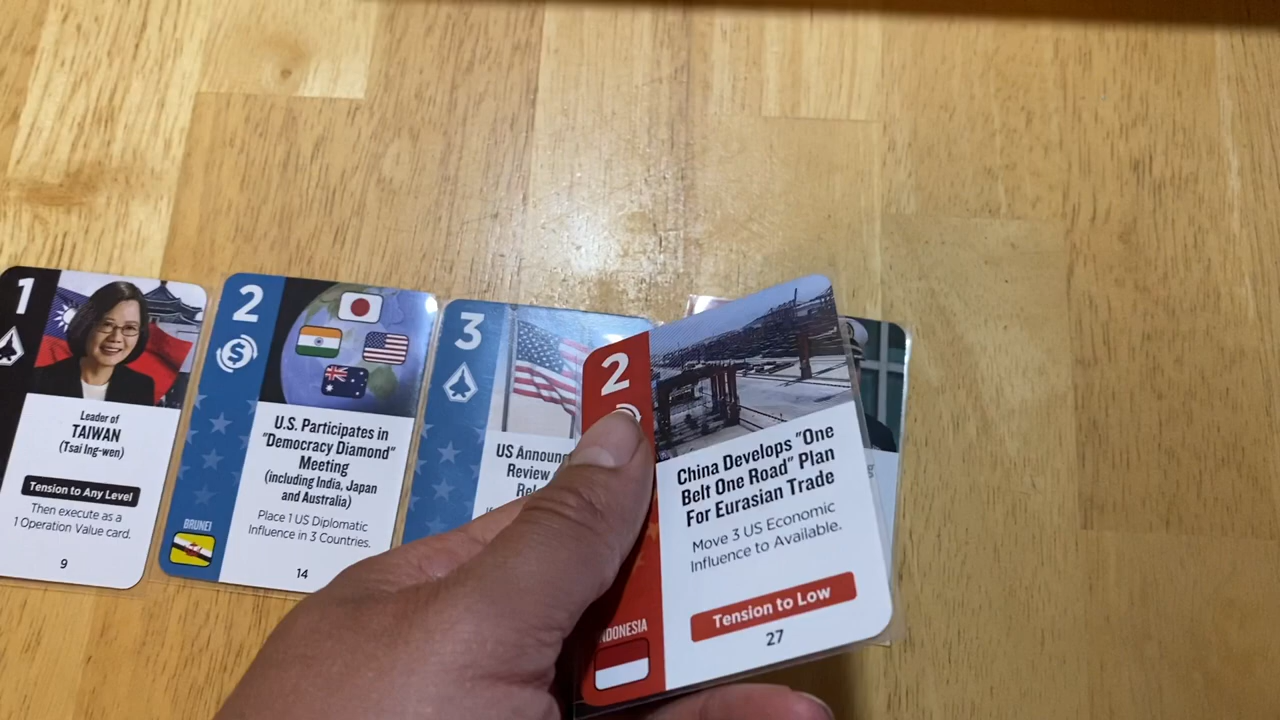 1
Leader of
TAIWAN
(Tsai Ing-wen)
Tension to Any Level
Then execute as a
1 Operation Value card.
9
2
$
U.S. Participates in
"Democracy Diamond"
Meeting
(including India, Japan
and Australia)
Place 1 US Diplomatic
Influence in 3 Countries.
BRUNEI
14
3
US
Review
2
China Develops "One
Belt One Road" Plan
For Eurasian Trade
Move 3 US Economic
Influence to Available.
Tension to Low
NDONESIA
27